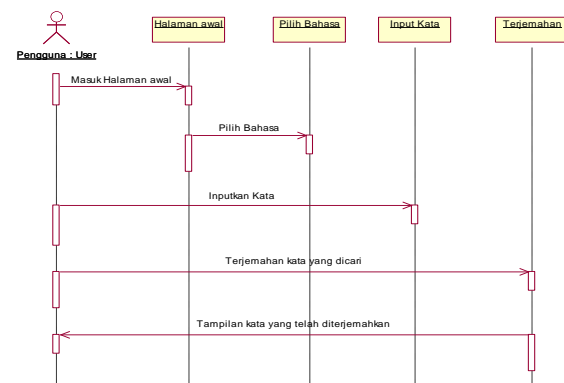 Halaman awal
Pilih Bahasa
Input Kata
Terjemahan
Pengguna : User
Masuk Halaman awal
Pilih Bahasa
Inputkan Kata
Terjemahan kata yang dicari
Tampilan kata yang telah diterjemahkan